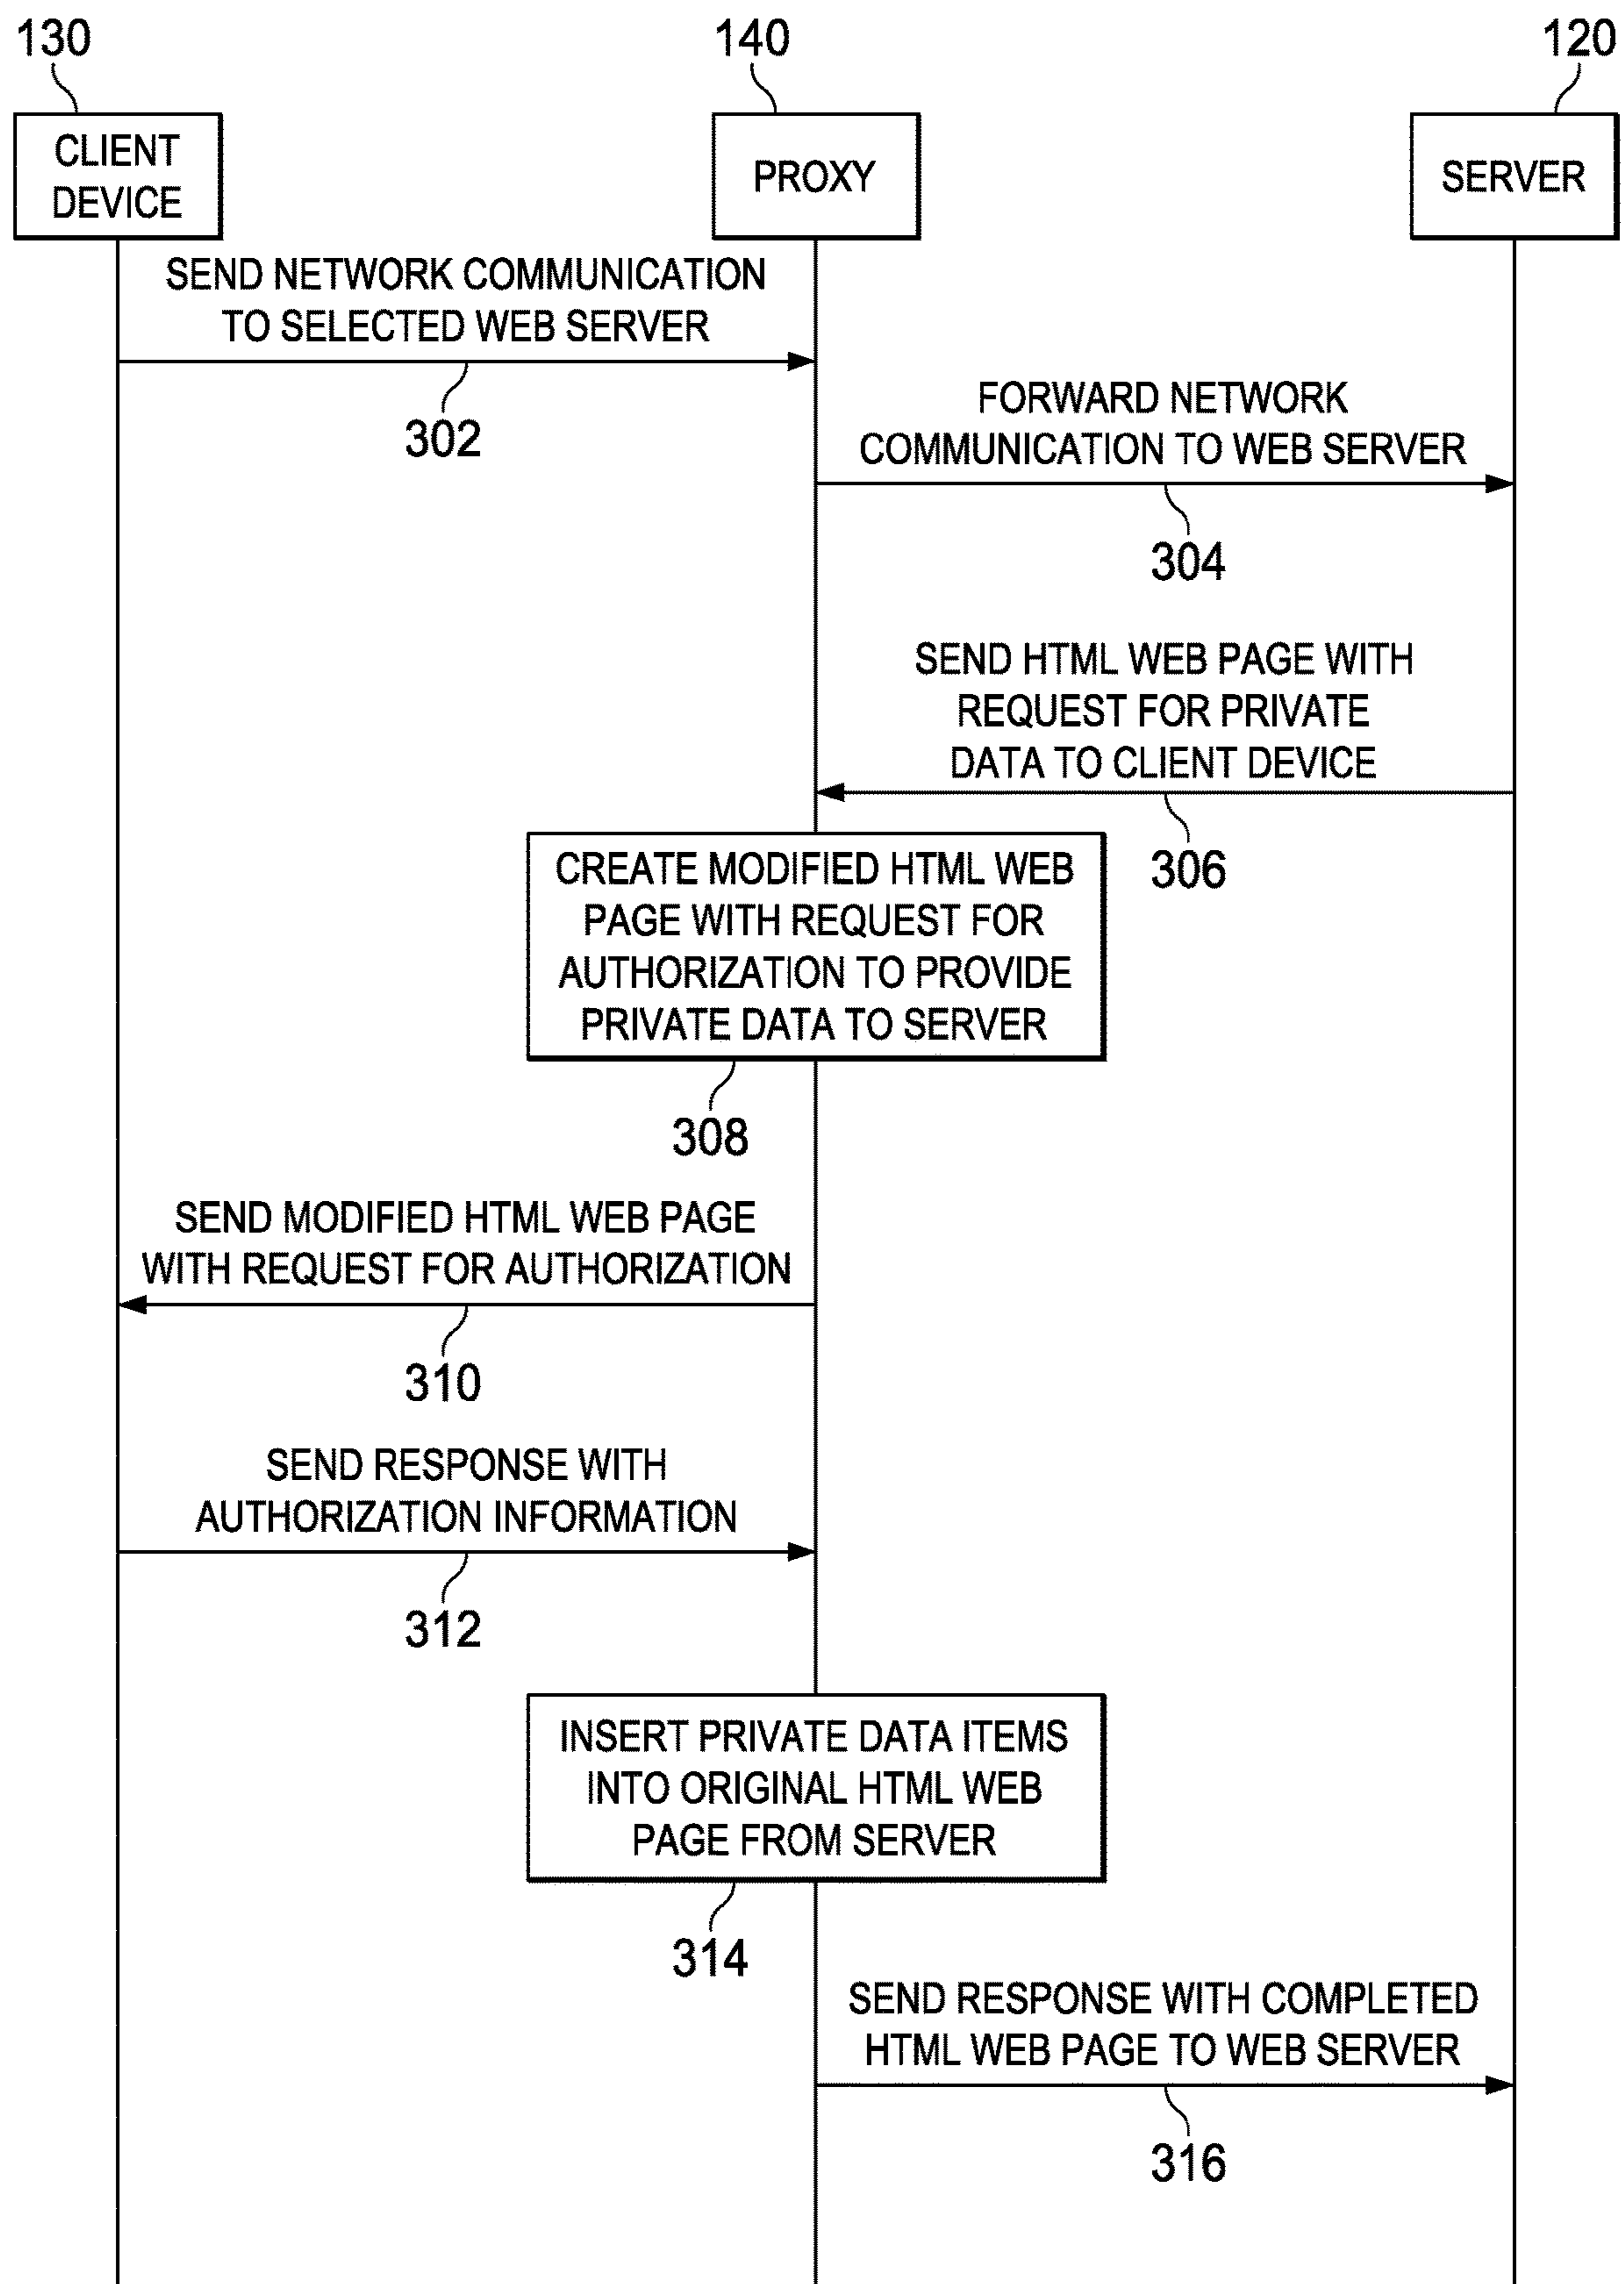 130
140
120
CLIENT
DEVICE
PROXY
SERVER
SEND NETWORK COMMUNICATION
TO SELECTED WEB SERVER
302
FORWARD NETWORK
COMMUNICATION TO WEB SERVER
304
SEND HTML WEB PAGE WITH
REQUEST FOR PRIVATE
DATA TO CLIENT DEVICE
306
CREATE MODIFIED HTML WEB
PAGE WITH REQUEST FOR
AUTHORIZATION TO PROVIDE
PRIVATE DATA TO SERVER
308
SEND MODIFIED HTML WEB PAGE
WITH REQUEST FOR AUTHORIZATION
310
SEND RESPONSE WITH
AUTHORIZATION INFORMATION
312
INSERT PRIVATE DATA ITEMS
INTO ORIGINAL HTML WEB
PAGE FROM SERVER
314
SEND RESPONSE WITH COMPLETED
HTML WEB PAGE TO WEB SERVER
316